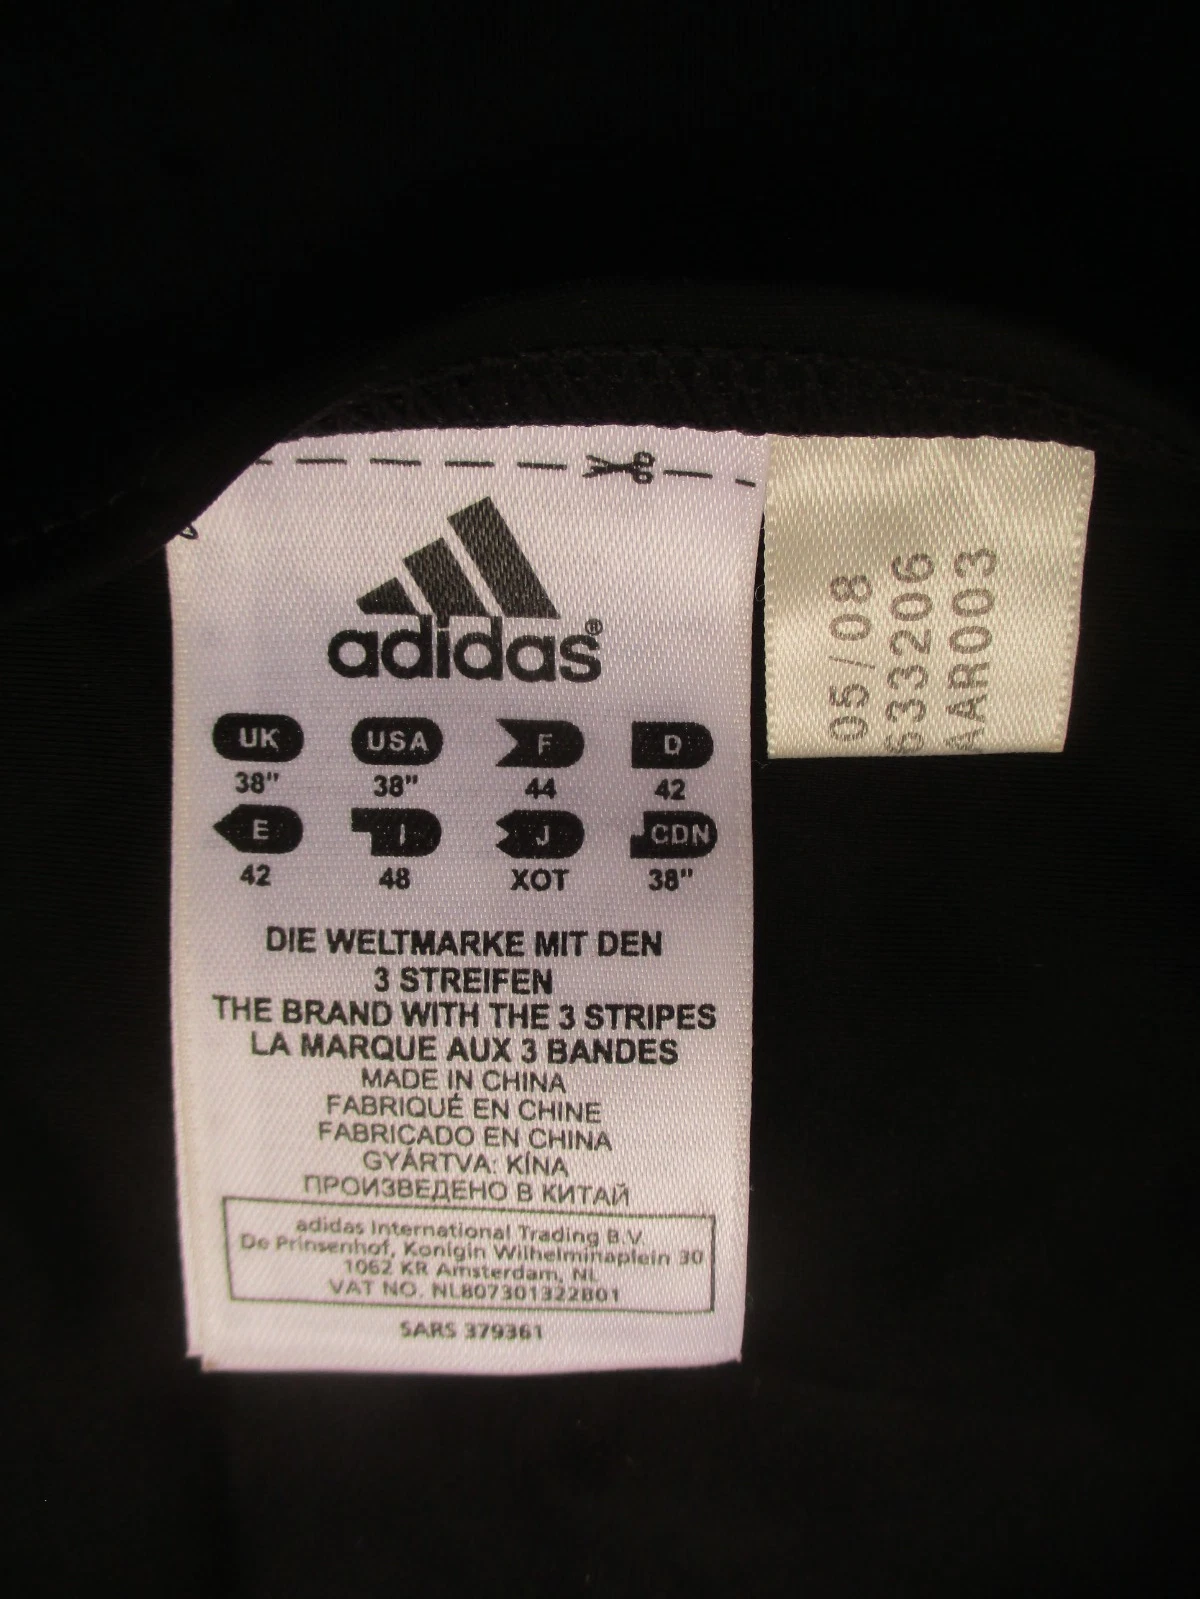 adidas®
UK USA F D
38" 38" 44 42
E I J CDN
42 48 XOT 38"
DIE WELTMARKE MIT DEN
3 STREIFEN
THE BRAND WITH THE 3 STRIPES
LA MARQUE AUX 3 BANDES
MADE IN CHINA
FABRIQUÉ EN CHINE
FABRICADO EN CHINA
GYÁRTVA: KÍNA
ПРОИЗВЕДЕНО В КИТАЙ
adidas International Trading B.V.
De Prinsenhof, Konigin Wilhelminaplein 30
1062 KR Amsterdam, NL
VAT NO. NL807301322B01
SARS 379361
05/08
633206
AAR003